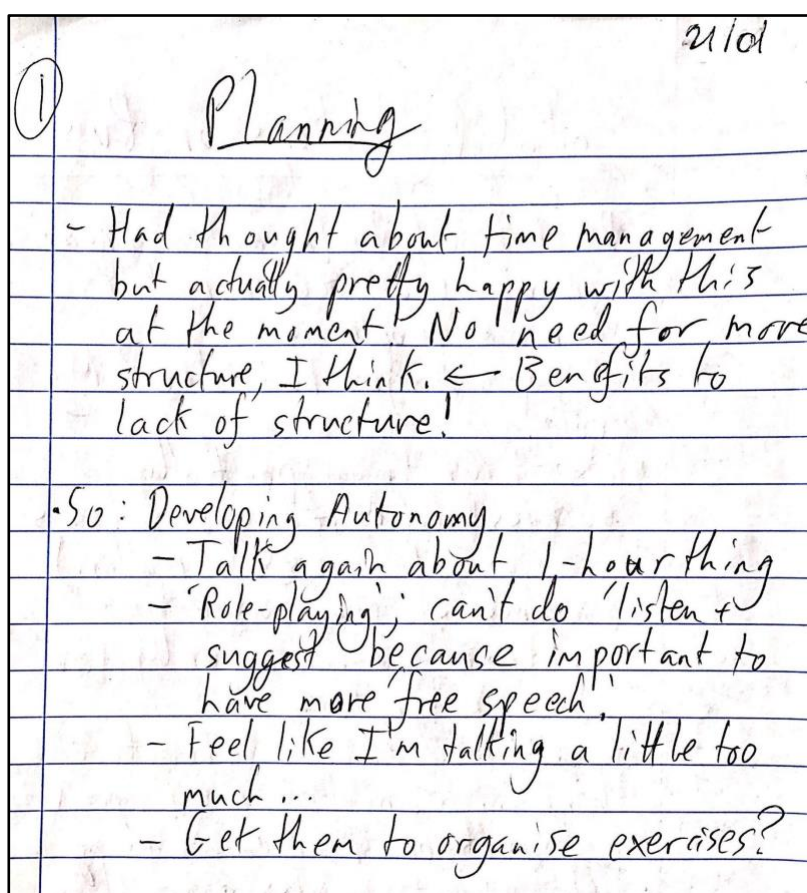 21/01
① Planning
- Had thought about time management
but actually pretty happy with this
at the moment. No need for more
structure, I think. ← Benefits to
lack of structure!
·So: Developing Autonomy
- Talk again about 1-hour thing
- 'Role-playing'; can't do 'listen +
suggest' because important to
have more 'free speech'.
- Feel like I'm talking a little too
much...
- Get them to organise exercises?